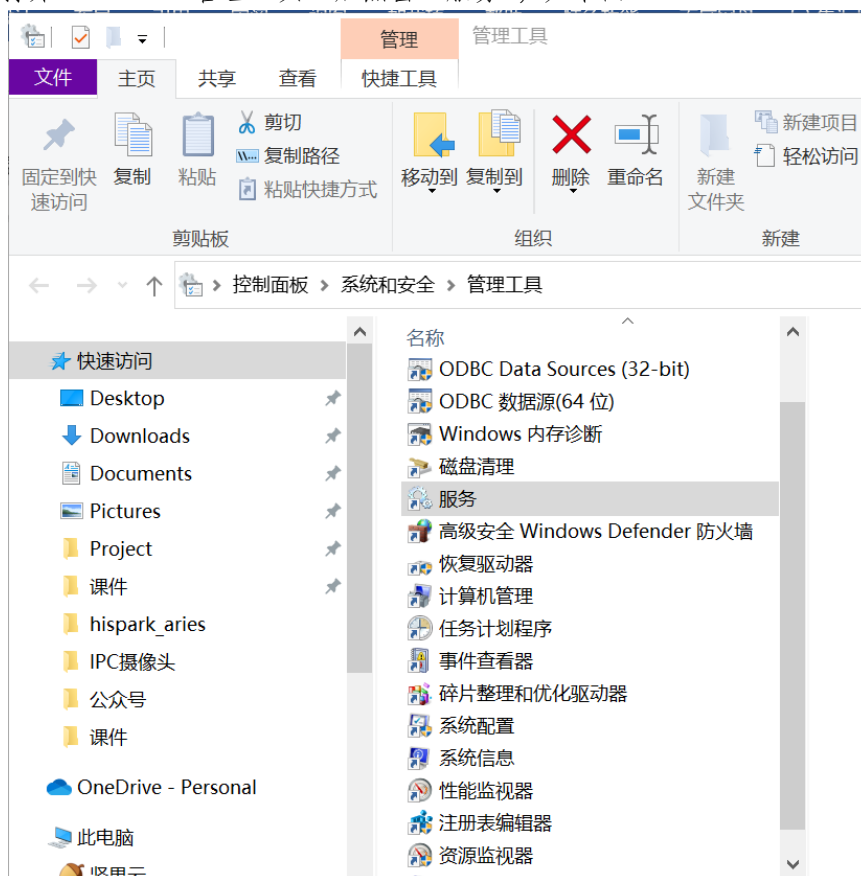 管理 管理工具
文件 主页 共享 查看 快捷工具
固定到快速访问
复制
粘贴
剪切
复制路径
粘贴快捷方式
移动到 复制到
删除 重命名
新建
文件夹
新建项目
轻松访问
剪贴板 组织 新建
控制面板 系统和安全 管理工具
快速访问
Desktop
Downloads
Documents
Pictures
Project
课件
hispark_aries
IPC摄像头
公众号
课件
OneDrive - Personal
此电脑
名称
ODBC Data Sources (32-bit)
ODBC 数据源(64 位)
Windows 内存诊断
磁盘清理
服务
高级安全 Windows Defender 防火墙
恢复驱动器
计算机管理
任务计划程序
事件查看器
碎片整理和优化驱动器
系统配置
系统信息
性能监视器
注册表编辑器
资源监视器